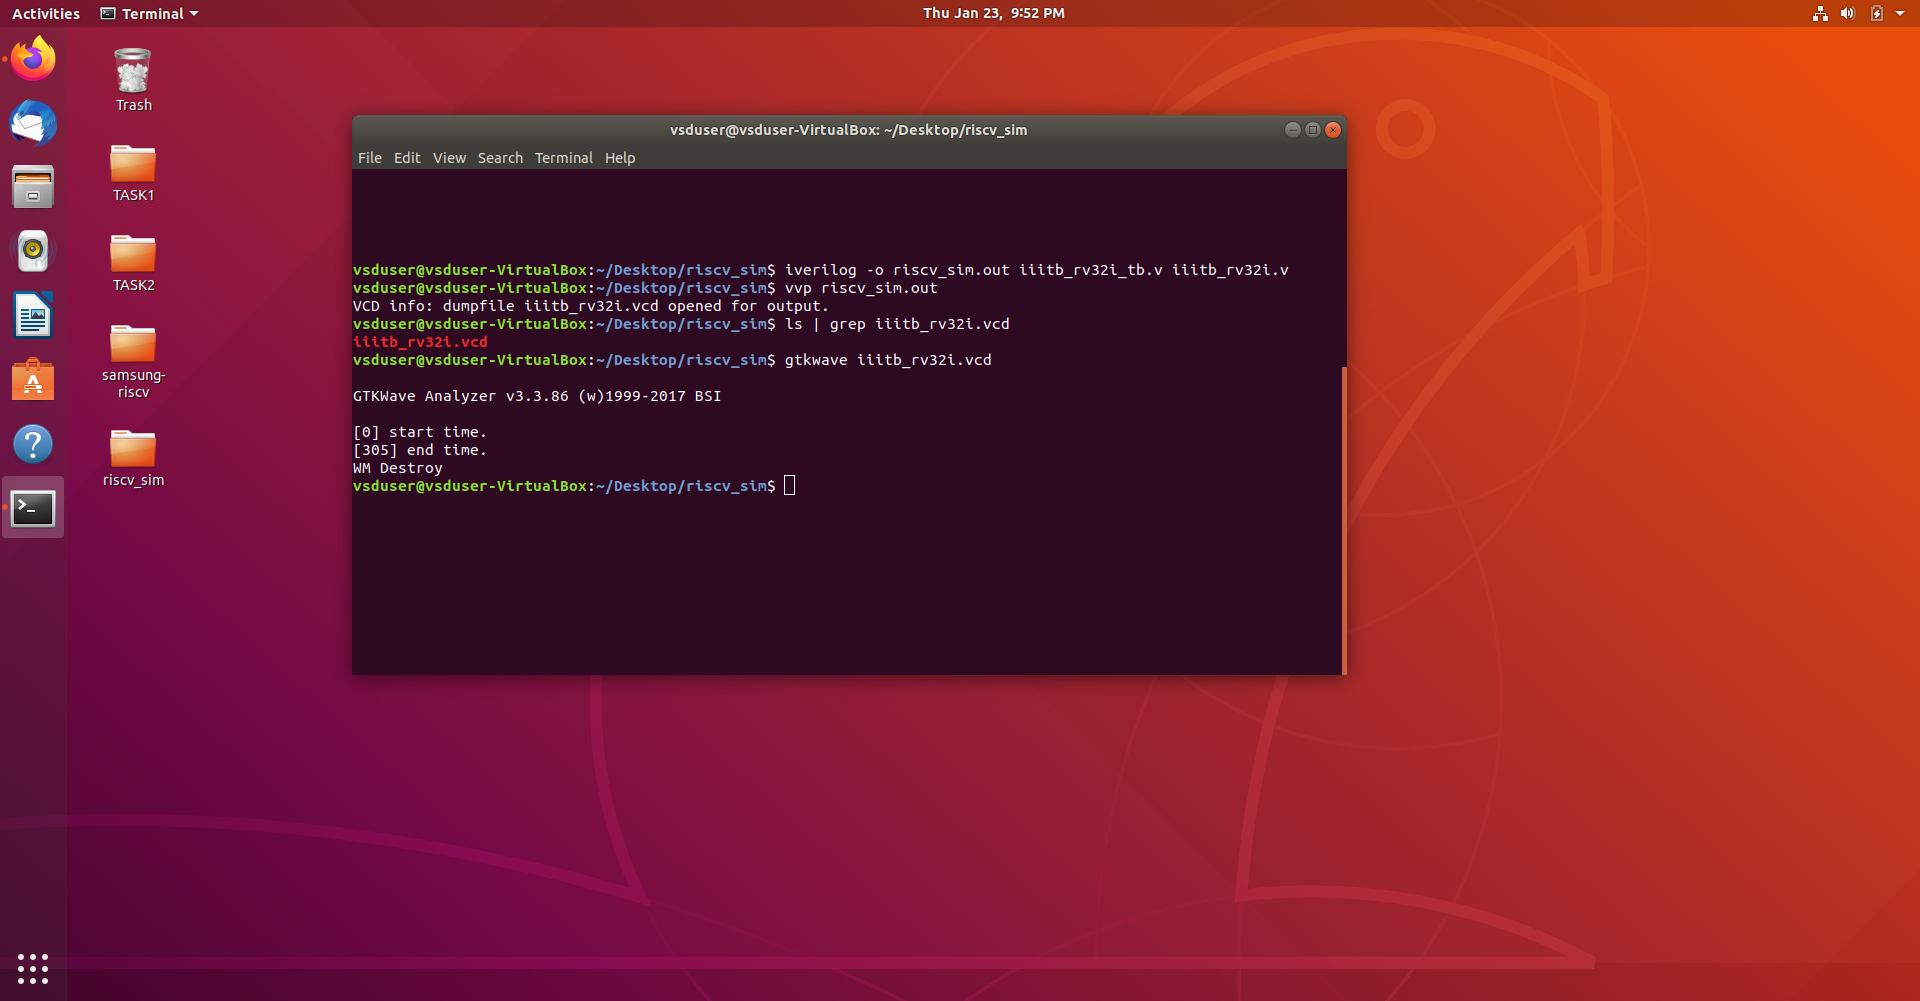 Activities
Terminal
Thu Jan 23, 9:52 PM
Trash
TASK1
TASK2
samsung-
riscv
riscv_sim
vsduser@vsduser-VirtualBox: ~/Desktop/riscv_sim
File Edit View Search Terminal Help
vsduser@vsduser-VirtualBox:~/Desktop/riscv_sim$ iverilog -o riscv_sim.out iiitb_rv32i_tb.v iiitb_rv32i.v
vsduser@vsduser-VirtualBox:~/Desktop/riscv_sim$ vvp riscv_sim.out
VCD info: dumpfile iiitb_rv32i.vcd opened for output.
vsduser@vsduser-VirtualBox:~/Desktop/riscv_sim$ ls | grep iiitb_rv32i.vcd
iiitb_rv32i.vcd
vsduser@vsduser-VirtualBox:~/Desktop/riscv_sim$ gtkwave iiitb_rv32i.vcd
GTKWave Analyzer v3.3.86 (w)1999-2017 BSI
[0] start time.
[305] end time.
WM Destroy
vsduser@vsduser-VirtualBox:~/Desktop/riscv_sim$